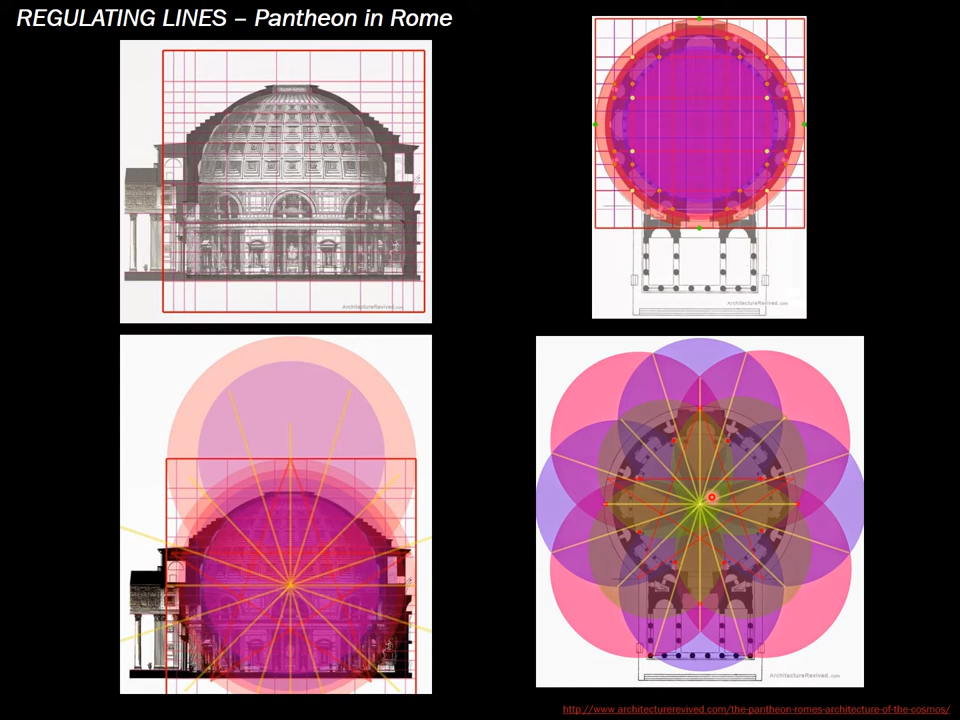 REGULATING LINES – Pantheon in Rome
ArchitectureRevived.com
ArchitectureRevived.com
ArchitectureRevived.com
http://www.architecturerevived.com/the-pantheon-romes-architecture-of-the-cosmos/